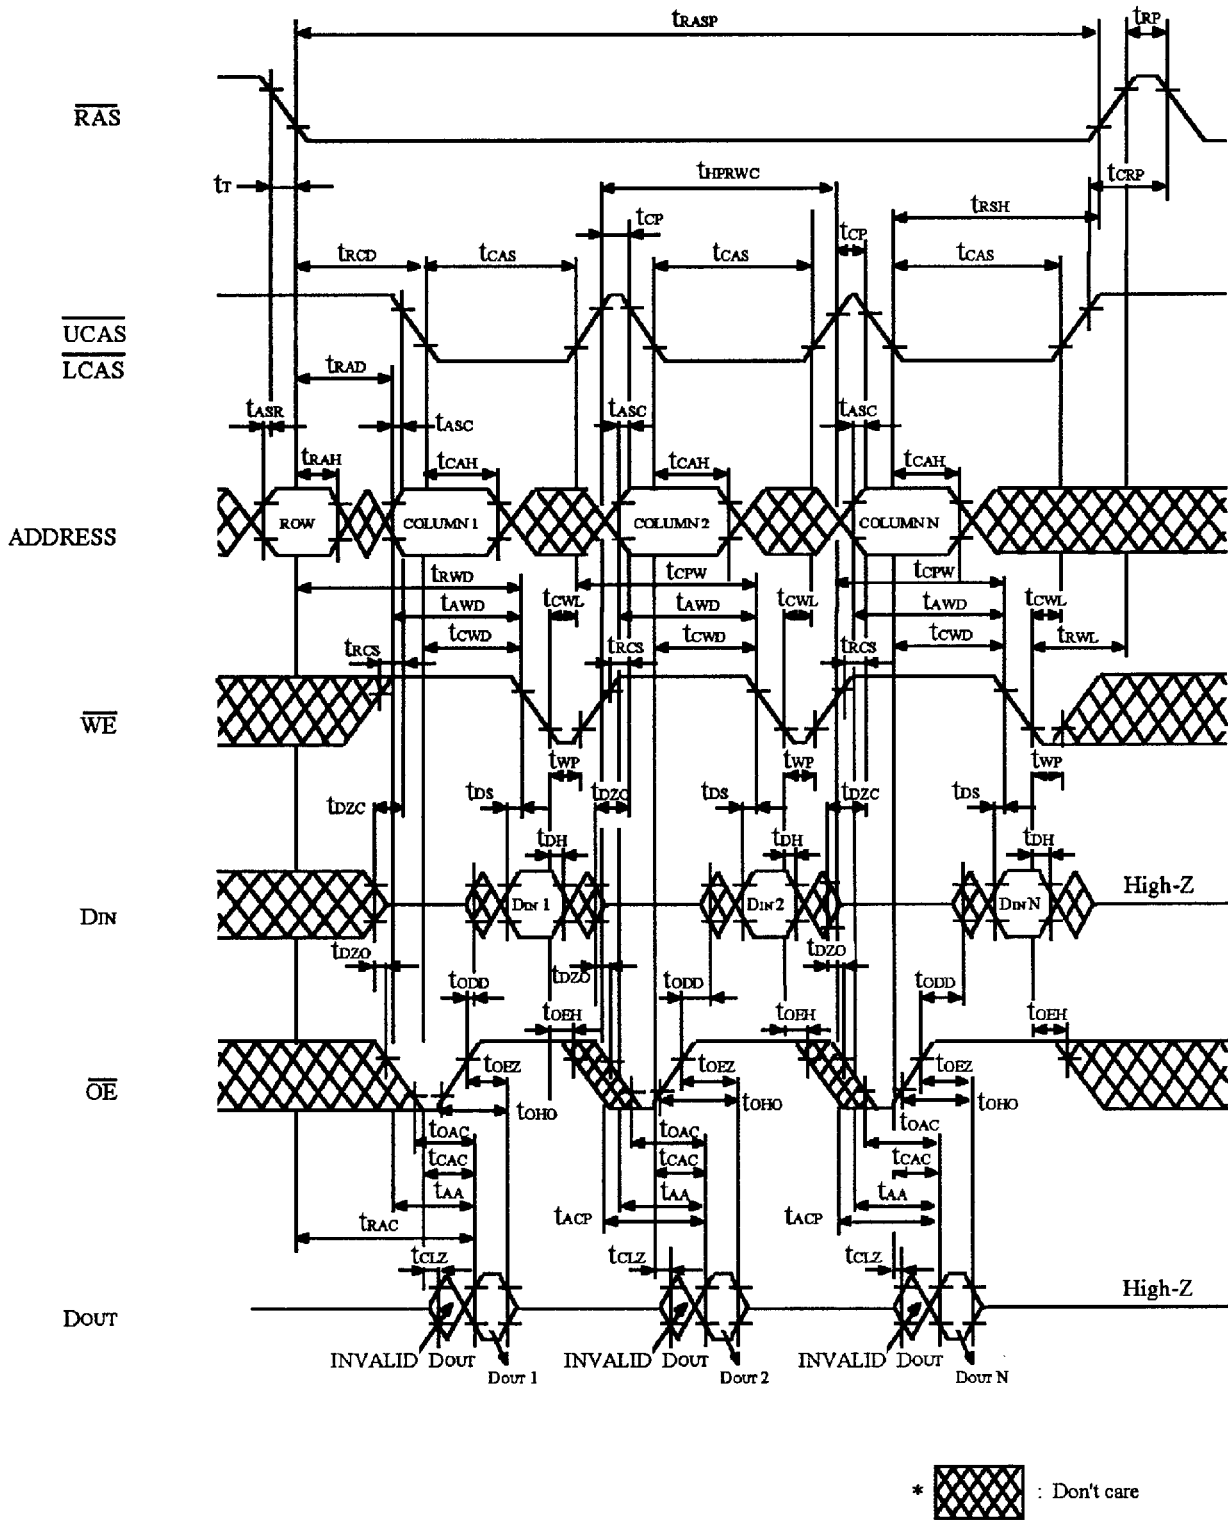 tRASP tRP
RAS
tT tHPRWC tCRP
tRSH
tCP tCP
tRCD tCAS tCAS tCAS
UCAS
LCAS
tRAD
tASR tASC tASC tASC
tRAH tCAH tCAH tCAH
ADDRESS ROW COLUMN 1 COLUMN 2 COLUMN N
tRWD tCPW tCPW
tAWD tCWL tAWD tCWL tAWD tCWL
tRCS tCWD tRCS tCWD tRCS tCWD tRWL
WE
tWP tWP tWP
tDZC tDS tDZC tDS tDZC tDS
tDH tDH tDH
DIN DIN 1 DIN 2 DIN N High-Z
tDZO tODD tDZO tODD tDZO tODD
tOEH tOEH tOEH
OE tOEZ tOEZ tOEZ
tOHO tOHO tOHO
tOAC tOAC tOAC
tCAC tCAC tCAC
tAA tAA tAA
tRAC tACP tACP
tCLZ tCLZ tCLZ
DOUT High-Z
INVALID DOUT INVALID DOUT INVALID DOUT
DOUT 1 DOUT 2 DOUT N
* : Don't care